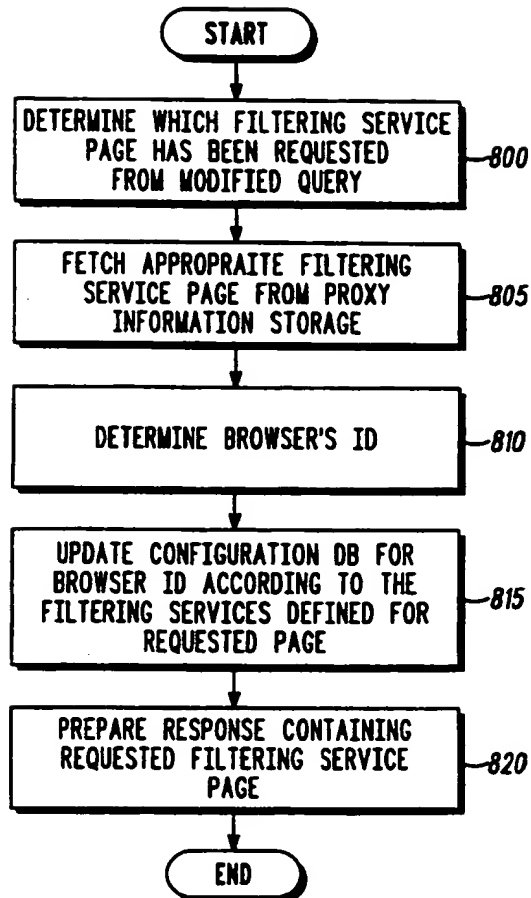 START
DETERMINE WHICH FILTERING SERVICE
PAGE HAS BEEN REQUESTED
FROM MODIFIED QUERY
800
FETCH APPROPRAITE FILTERING
SERVICE PAGE FROM PROXY
INFORMATION STORAGE
805
DETERMINE BROWSER'S ID
810
UPDATE CONFIGURATION DB FOR
BROWSER ID ACCORDING TO THE
FILTERING SERVICES DEFINED FOR
REQUESTED PAGE
815
PREPARE RESPONSE CONTAINING
REQUESTED FILTERING SERVICE
PAGE
820
END